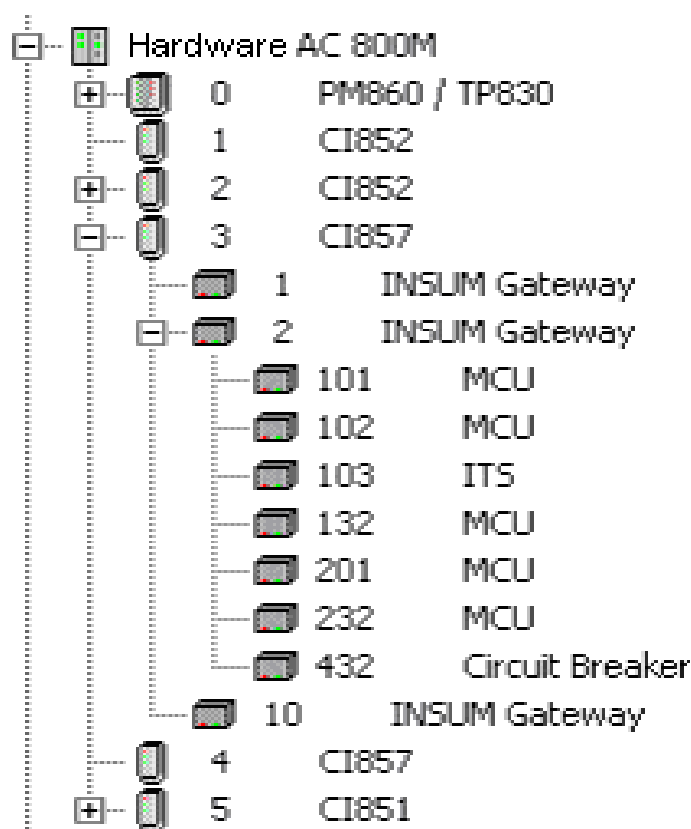 Hardware AC 800M
0 PM860 / TP830
1 CI852
2 CI852
3 CI857
1 INSUM Gateway
2 INSUM Gateway
101 MCU
102 MCU
103 ITS
132 MCU
201 MCU
232 MCU
432 Circuit Breaker
10 INSUM Gateway
4 CI857
5 CI851